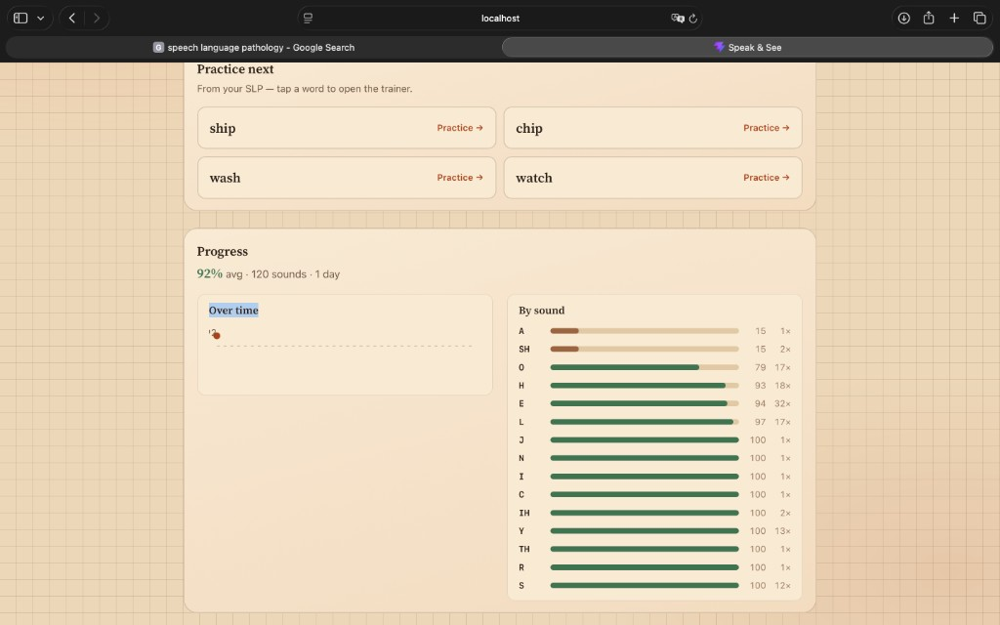 localhost
speech language pathology - Google Search
Speak & See
Practice next
From your SLP — tap a word to open the trainer.
ship Practice →
chip Practice →
wash Practice →
watch Practice →
Progress
92% avg · 120 sounds · 1 day
Over time
By sound
A 15 1×
SH 15 2×
O 79 17×
H 93 18×
E 94 32×
L 97 17×
J 100 1×
N 100 1×
I 100 1×
C 100 1×
IH 100 2×
Y 100 13×
TH 100 1×
R 100 1×
S 100 12×